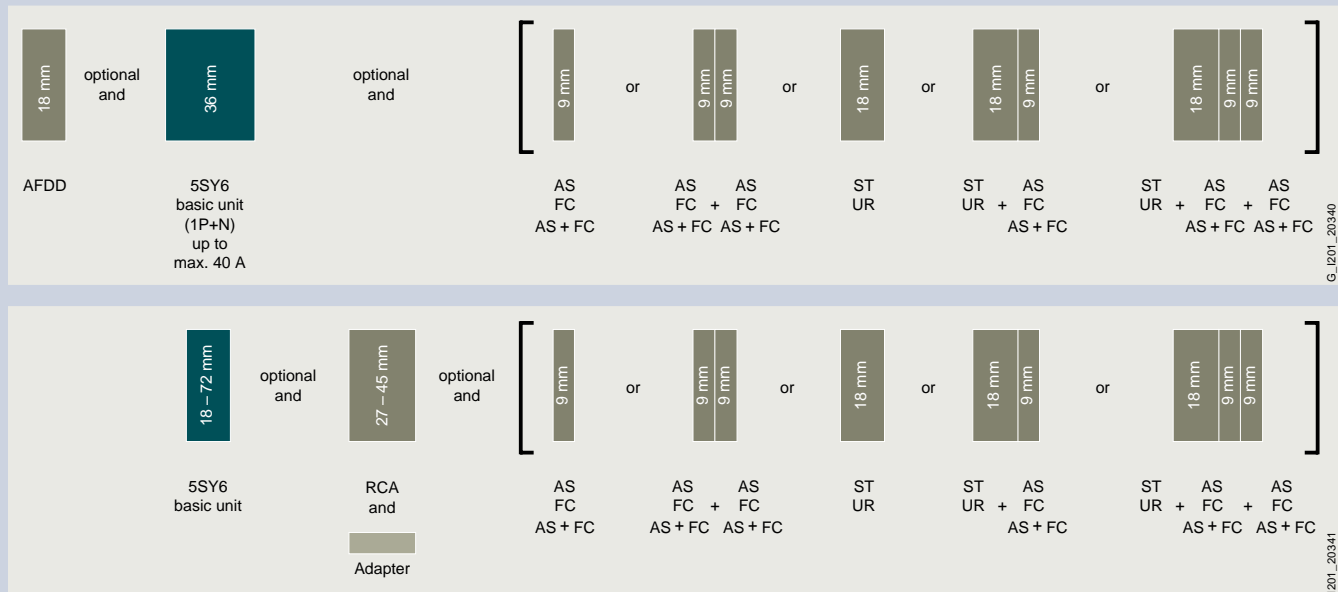 18 mm
optional
and
36 mm
optional
and
9 mm
or
9 mm 9 mm
or
18 mm
or
18 mm 9 mm
or
18 mm 9 mm 9 mm
AFDD
5SY6
basic unit
(1P+N)
up to
max. 40 A
AS
FC
AS + FC
AS AS
FC + FC
AS + FC AS + FC
ST
UR
ST AS
UR + FC
AS + FC
ST AS AS
UR + FC + FC
AS + FC AS + FC
G_I201_20340
18 – 72 mm
optional
and
27 – 45 mm
optional
and
9 mm
or
9 mm 9 mm
or
18 mm
or
18 mm 9 mm
or
18 mm 9 mm 9 mm
5SY6
basic unit
RCA
and
Adapter
AS
FC
AS + FC
AS AS
FC + FC
AS + FC AS + FC
ST
UR
ST AS
UR + FC
AS + FC
ST AS AS
UR + FC + FC
AS + FC AS + FC
201_20341